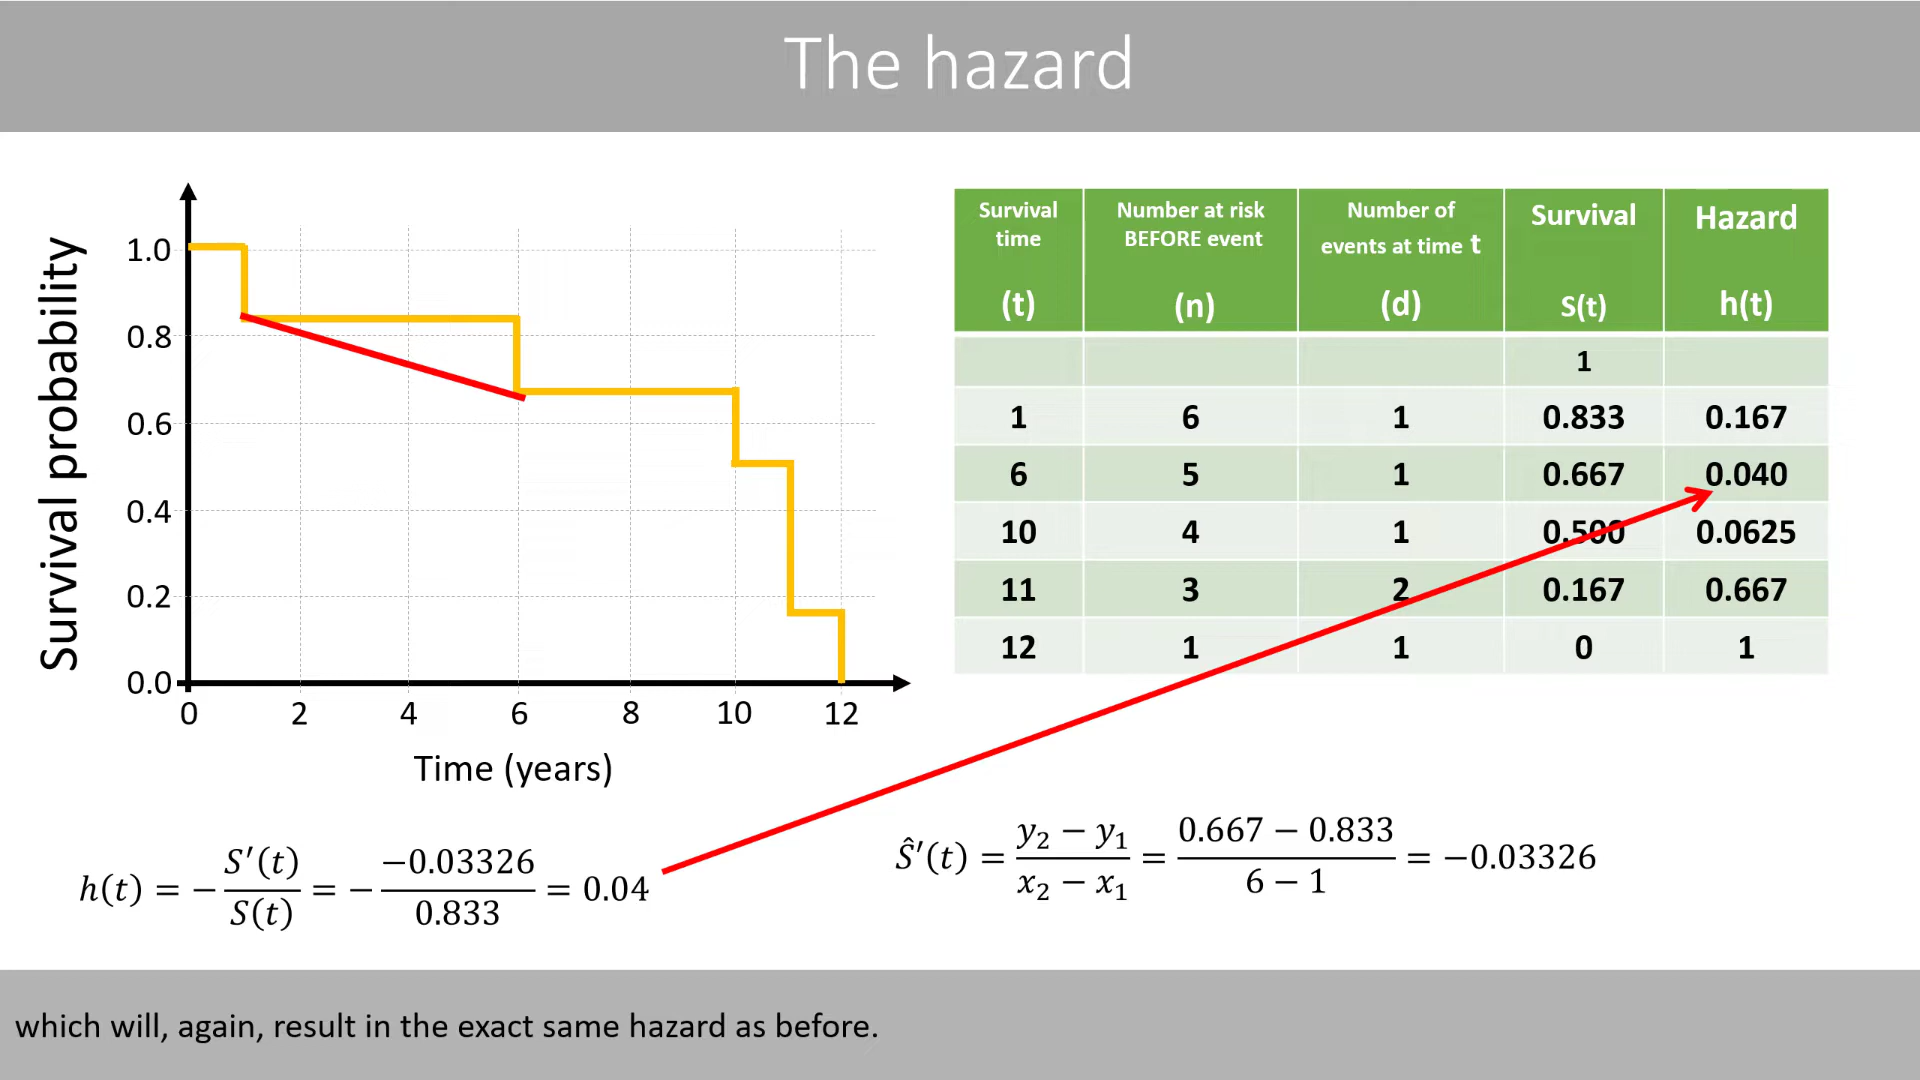 The hazard
Survival probability
1.0
0.8
0.6
0.4
0.2
0.0
0 2 4 6 8 10 12
Time (years)
Survival time (t) Number at risk BEFORE event (n) Number of events at time t (d) Survival S(t) Hazard h(t)
1
1 6 1 0.833 0.167
6 5 1 0.667 0.040
10 4 1 0.500 0.0625
11 3 2 0.167 0.667
12 1 1 0 1
h(t) = − S′(t)/S(t) = − −0.03326/0.833 = 0.04
Ŝ′(t) = y₂ − y₁/x₂ − x₁ = 0.667 − 0.833/6 − 1 = −0.03326
which will, again, result in the exact same hazard as before.